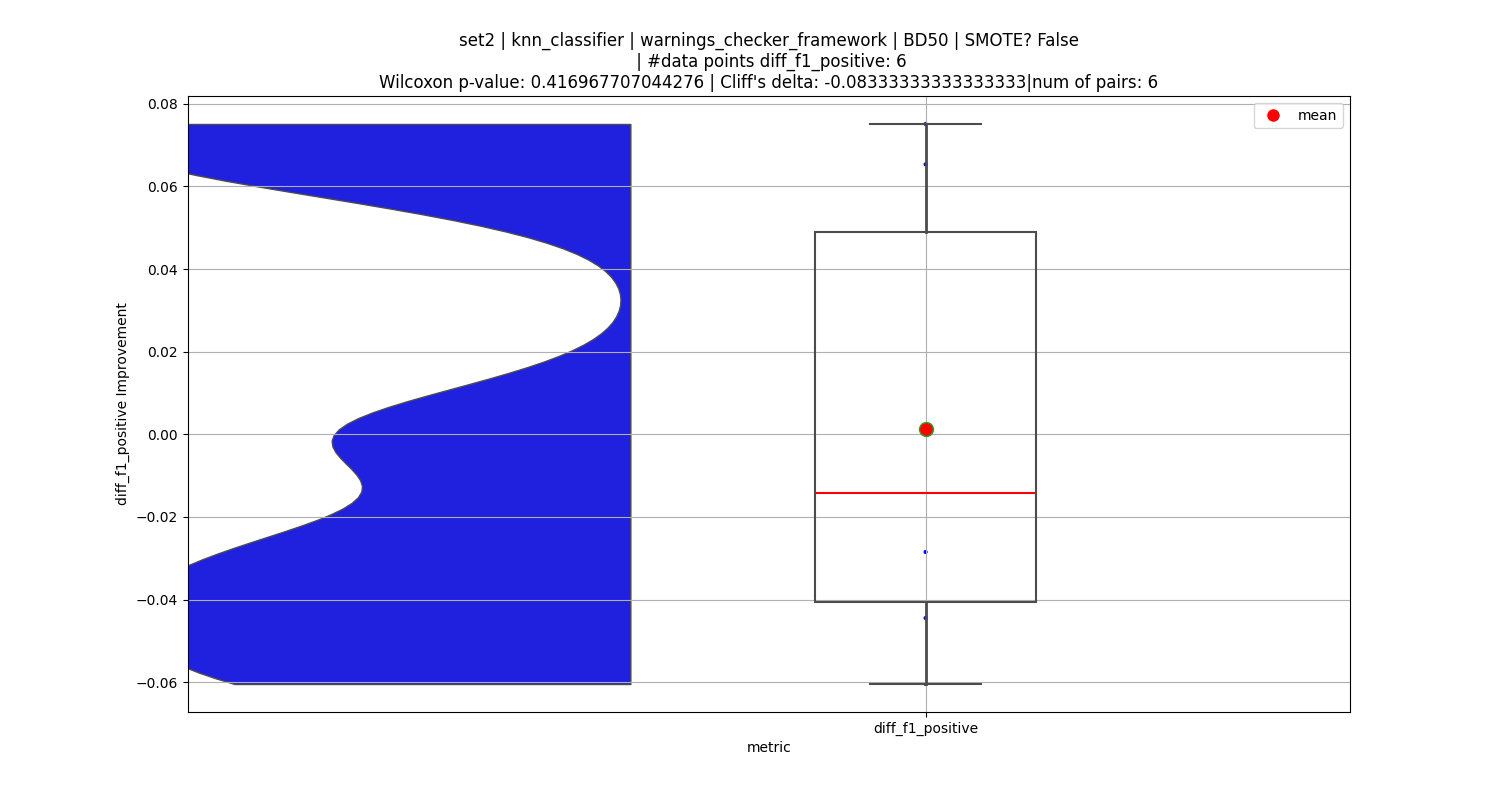 set2 | knn_classifier | warnings_checker_framework | BD50 | SMOTE? False
| #data points diff_f1_positive: 6
Wilcoxon p-value: 0.416967707044276 | Cliff's delta: -0.08333333333333333|num of pairs: 6
mean
0.08
0.06
0.04
0.02
0.00
−0.02
−0.04
−0.06
diff_f1_positive Improvement
diff_f1_positive
metric